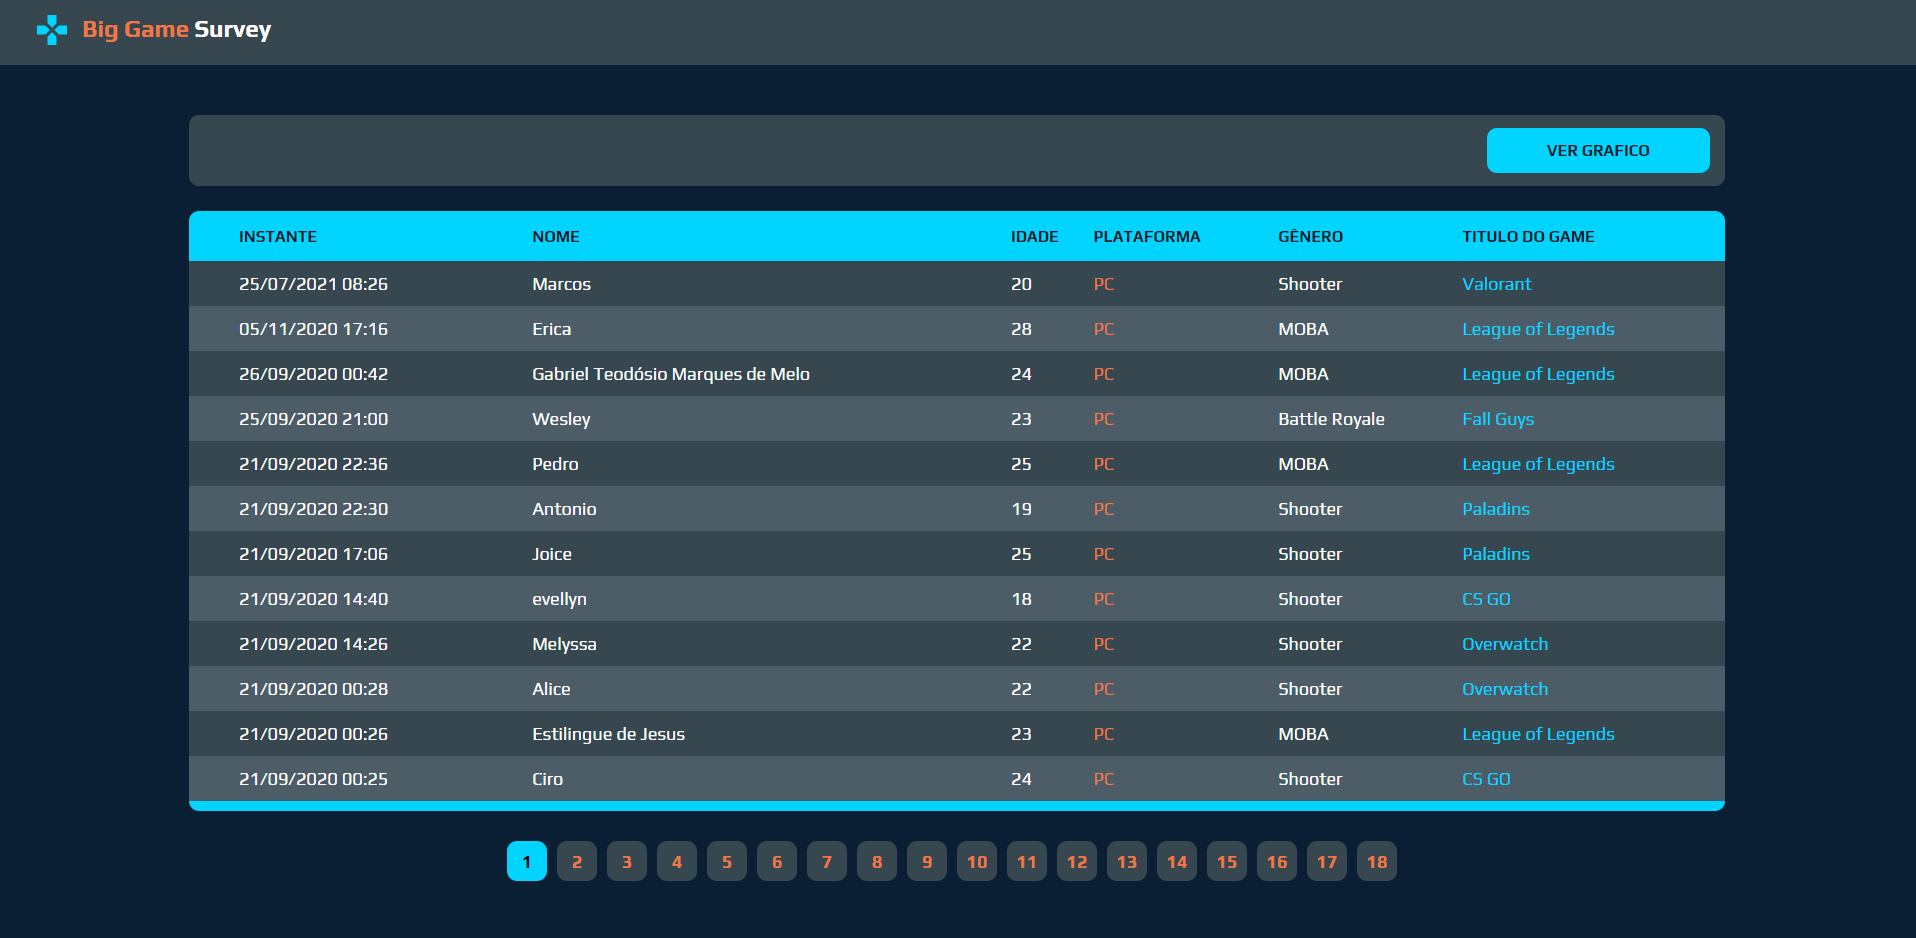 Big Game Survey
VER GRAFICO
INSTANTE NOME IDADE PLATAFORMA GÊNERO TITULO DO GAME
25/07/2021 08:26 Marcos 20 PC Shooter Valorant
05/11/2020 17:16 Erica 28 PC MOBA League of Legends
26/09/2020 00:42 Gabriel Teodósio Marques de Melo 24 PC MOBA League of Legends
25/09/2020 21:00 Wesley 23 PC Battle Royale Fall Guys
21/09/2020 22:36 Pedro 25 PC MOBA League of Legends
21/09/2020 22:30 Antonio 19 PC Shooter Paladins
21/09/2020 17:06 Joice 25 PC Shooter Paladins
21/09/2020 14:40 evellyn 18 PC Shooter CS GO
21/09/2020 14:26 Melyssa 22 PC Shooter Overwatch
21/09/2020 00:28 Alice 22 PC Shooter Overwatch
21/09/2020 00:26 Estilingue de Jesus 23 PC MOBA League of Legends
21/09/2020 00:25 Ciro 24 PC Shooter CS GO
1 2 3 4 5 6 7 8 9 10 11 12 13 14 15 16 17 18